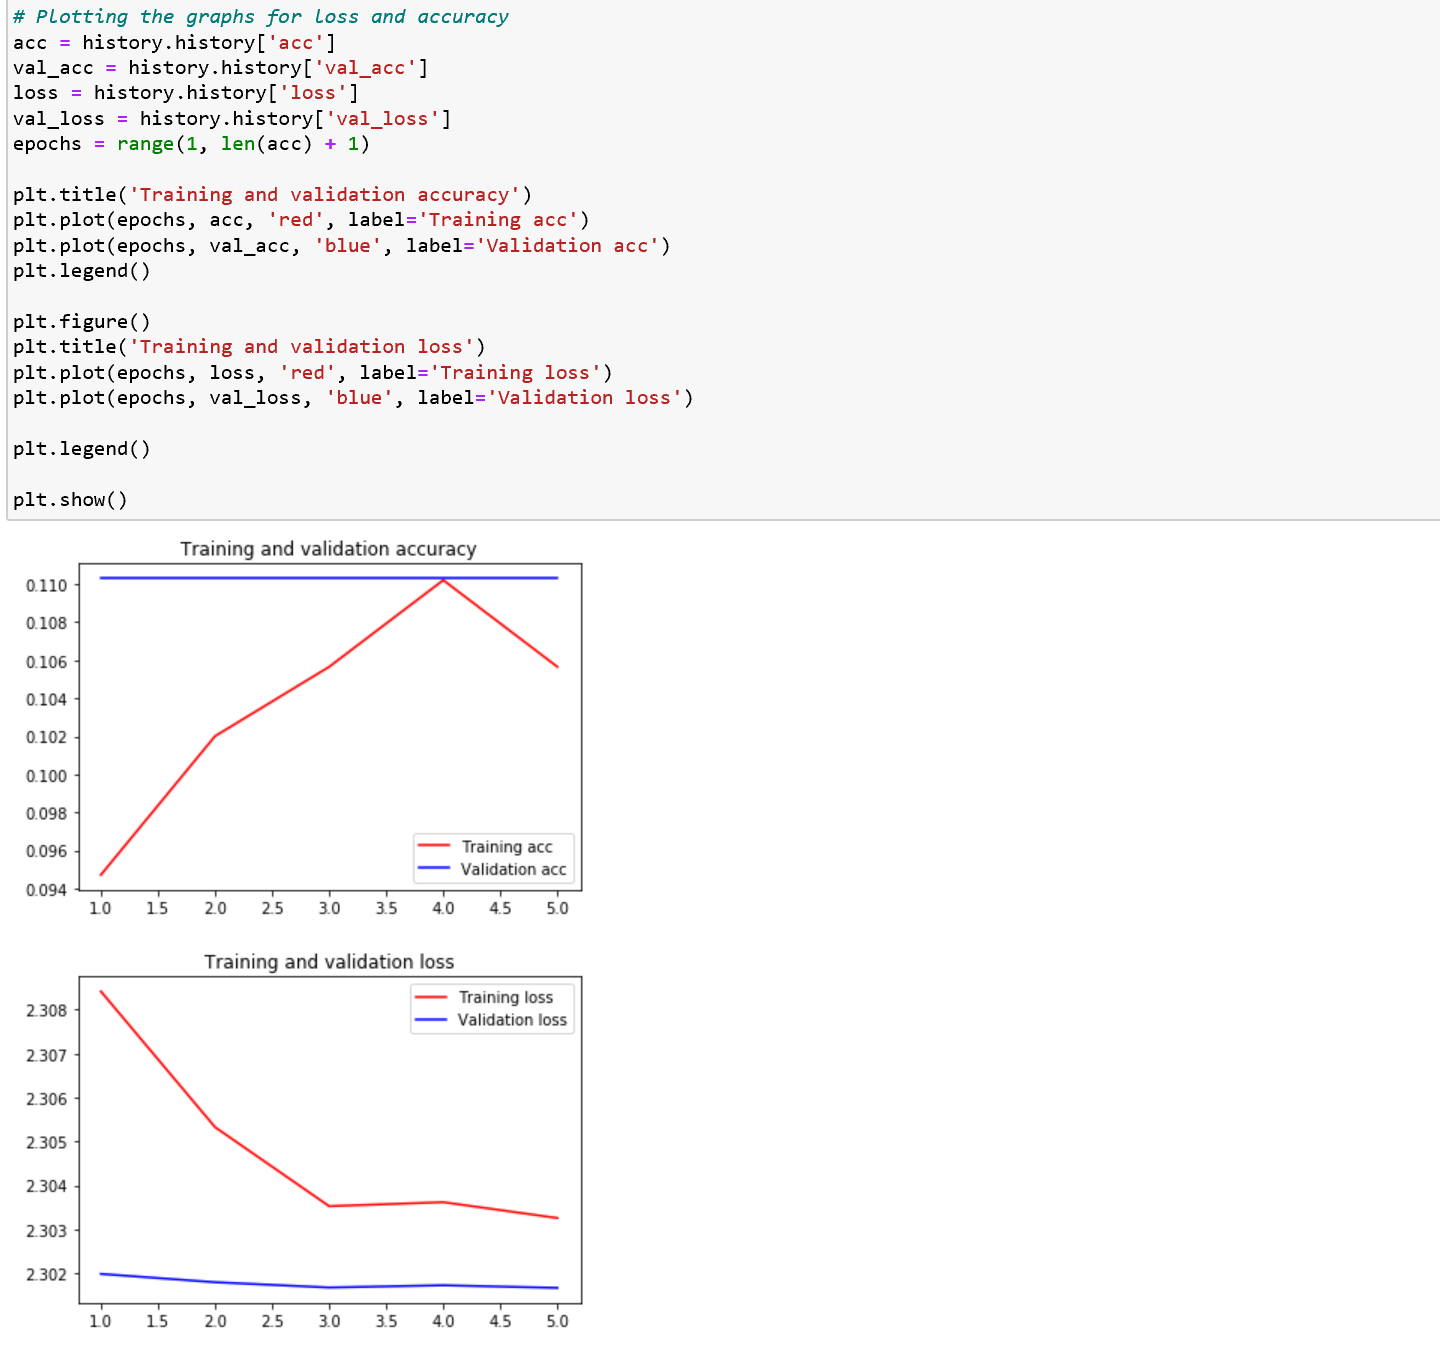 # Plotting the graphs for loss and accuracy
acc = history.history['acc']
val_acc = history.history['val_acc']
loss = history.history['loss']
val_loss = history.history['val_loss']
epochs = range(1, len(acc) + 1)
plt.title('Training and validation accuracy')
plt.plot(epochs, acc, 'red', label='Training acc')
plt.plot(epochs, val_acc, 'blue', label='Validation acc')
plt.legend()
plt.figure()
plt.title('Training and validation loss')
plt.plot(epochs, loss, 'red', label='Training loss')
plt.plot(epochs, val_loss, 'blue', label='Validation loss')
plt.legend()
plt.show()
Training and validation accuracy
0.110
0.108
0.106
0.104
0.102
0.100
0.098
0.096
0.094
Training acc
Validation acc
1.0 1.5 2.0 2.5 3.0 3.5 4.0 4.5 5.0
Training and validation loss
2.308
2.307
2.306
2.305
2.304
2.303
2.302
Training loss
Validation loss
1.0 1.5 2.0 2.5 3.0 3.5 4.0 4.5 5.0